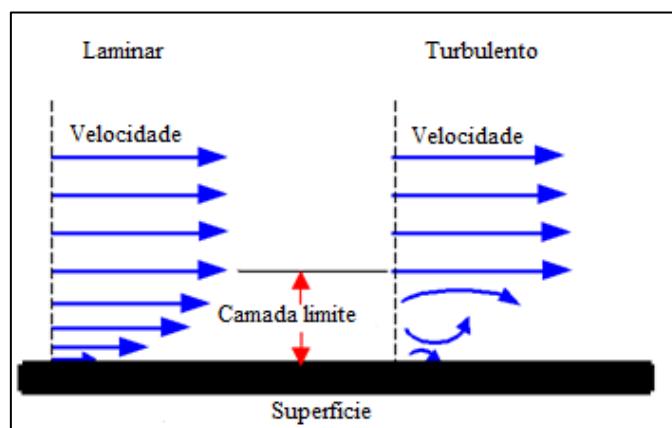 Laminar
Turbulento
Velocidade
Velocidade
Camada limite
Superfície